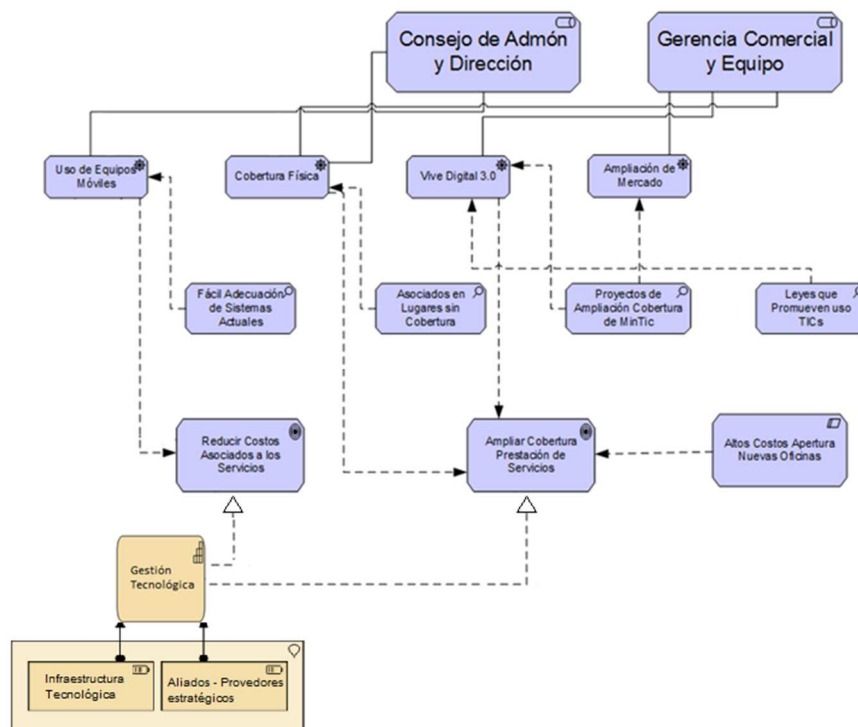 Consejo de Admón
y Dirección
Gerencia Comercial
y Equipo
Uso de Equipos
Móviles
Cobertura Física
Vive Digital 3.0
Ampliación de
Mercado
Fácil Adecuación
de Sistemas
Actuales
Asociados en
Lugares sin
Cobertura
Proyectos de
Ampliación Cobertura
de MinTic
Leyes que
Promueven uso
TICs
Reducir Costos
Asociados a los
Servicios
Ampliar Cobertura
Prestación de
Servicios
Altos Costos Apertura
Nuevas Oficinas
Gestión
Tecnológica
Infraestructura
Tecnológica
Aliados - Provedores
estratégicos